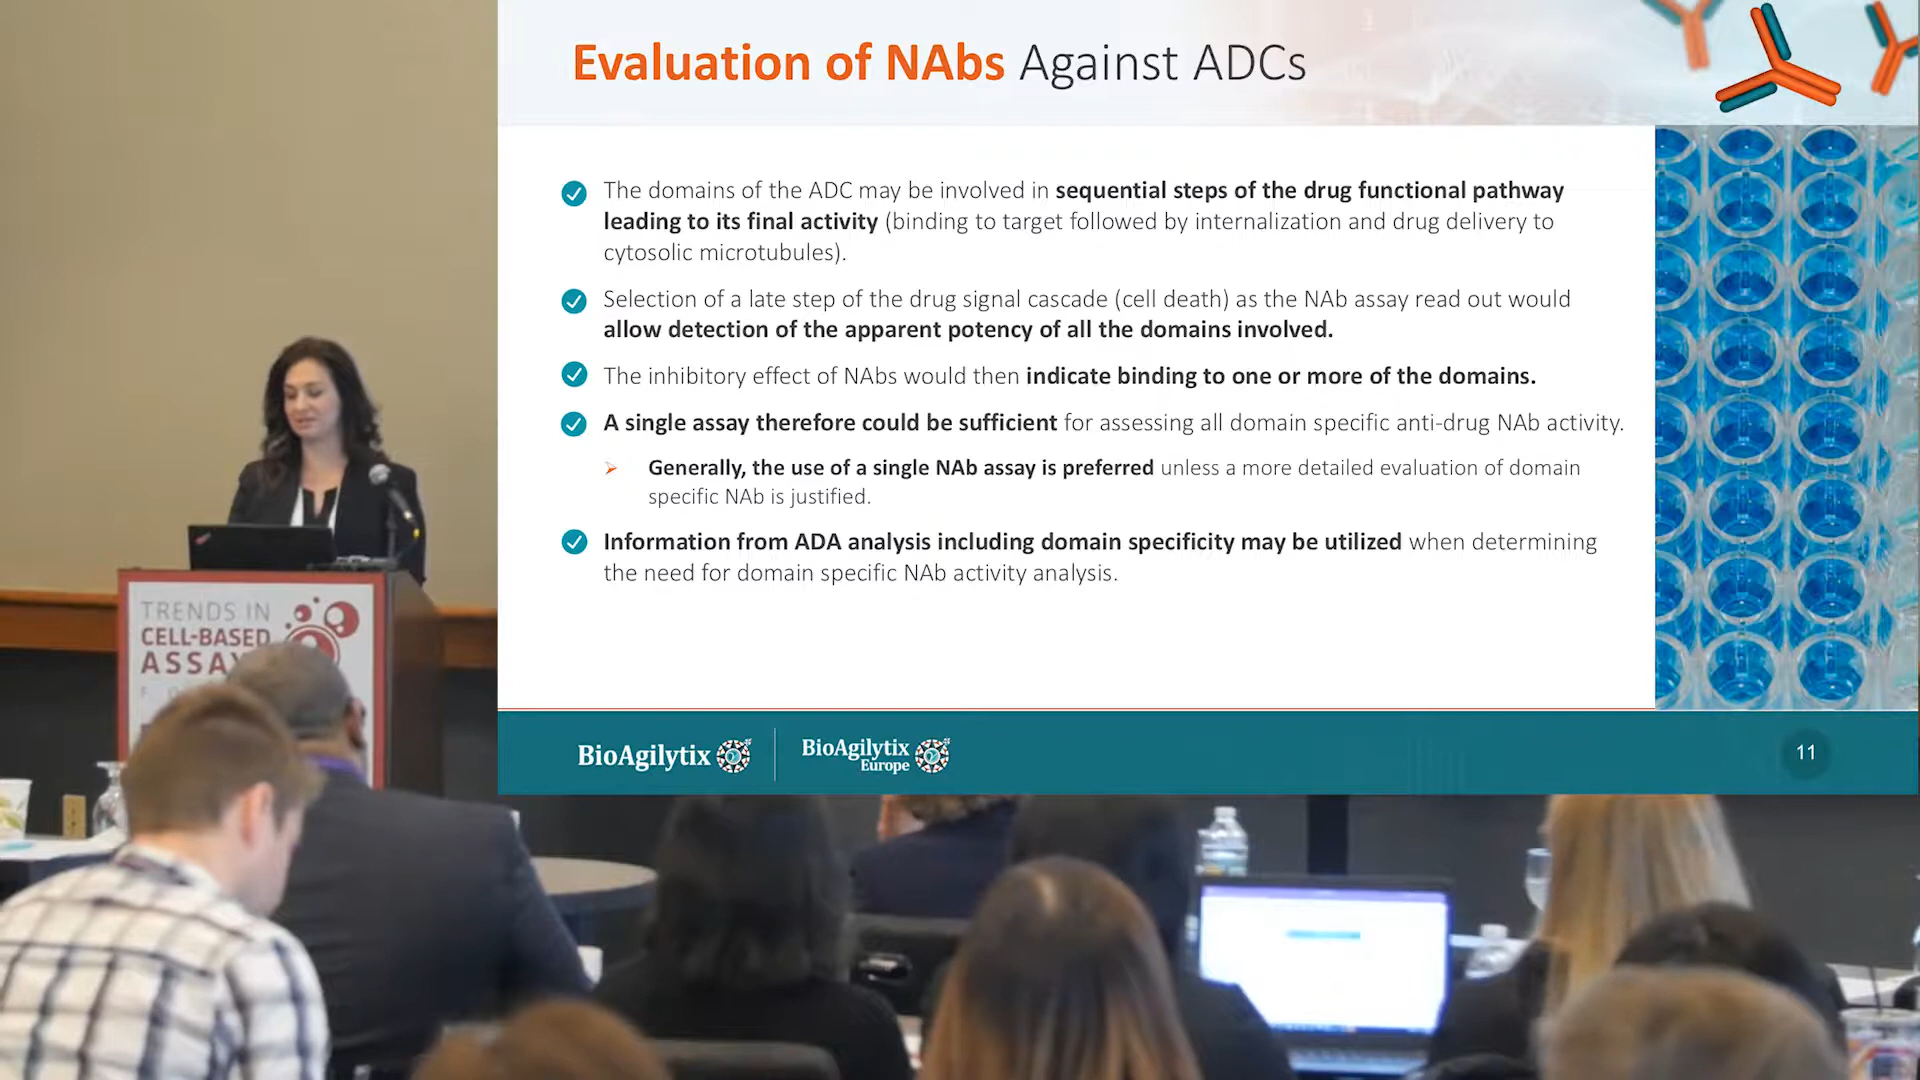 Evaluation of NAbs Against ADCs
The domains of the ADC may be involved in sequential steps of the drug functional pathway
leading to its final activity (binding to target followed by internalization and drug delivery to
cytosolic microtubules).
Selection of a late step of the drug signal cascade (cell death) as the NAb assay read out would
allow detection of the apparent potency of all the domains involved.
The inhibitory effect of NAbs would then indicate binding to one or more of the domains.
A single assay therefore could be sufficient for assessing all domain specific anti-drug NAb activity.
Generally, the use of a single NAb assay is preferred unless a more detailed evaluation of domain
specific NAb is justified.
Information from ADA analysis including domain specificity may be utilized when determining
the need for domain specific NAb activity analysis.
BioAgilytix
BioAgilytix
Europe
11
TRENDS IN
CELL-BASED